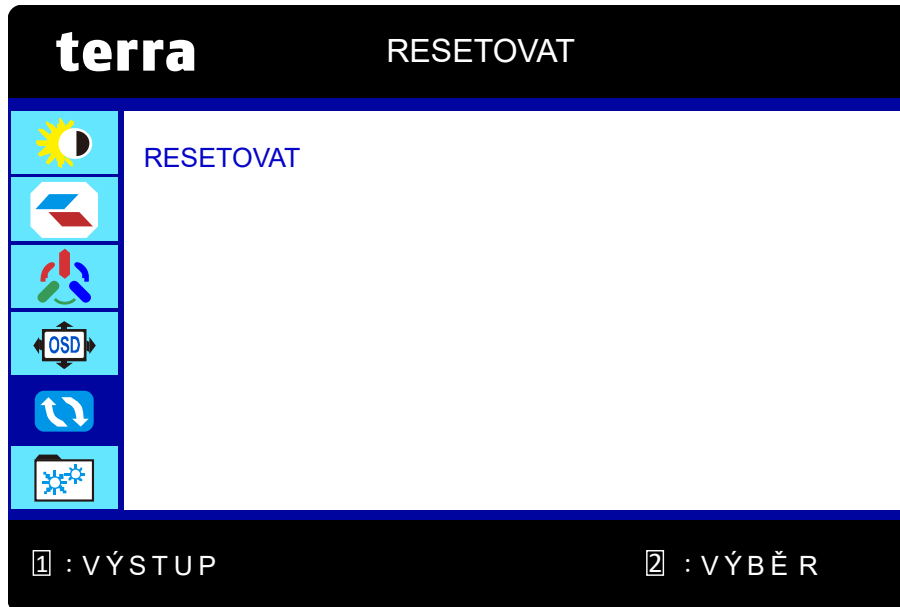 terra RESETOVAT
RESETOVAT
OSD
1 : VÝSTUP 2 : VÝBĚR